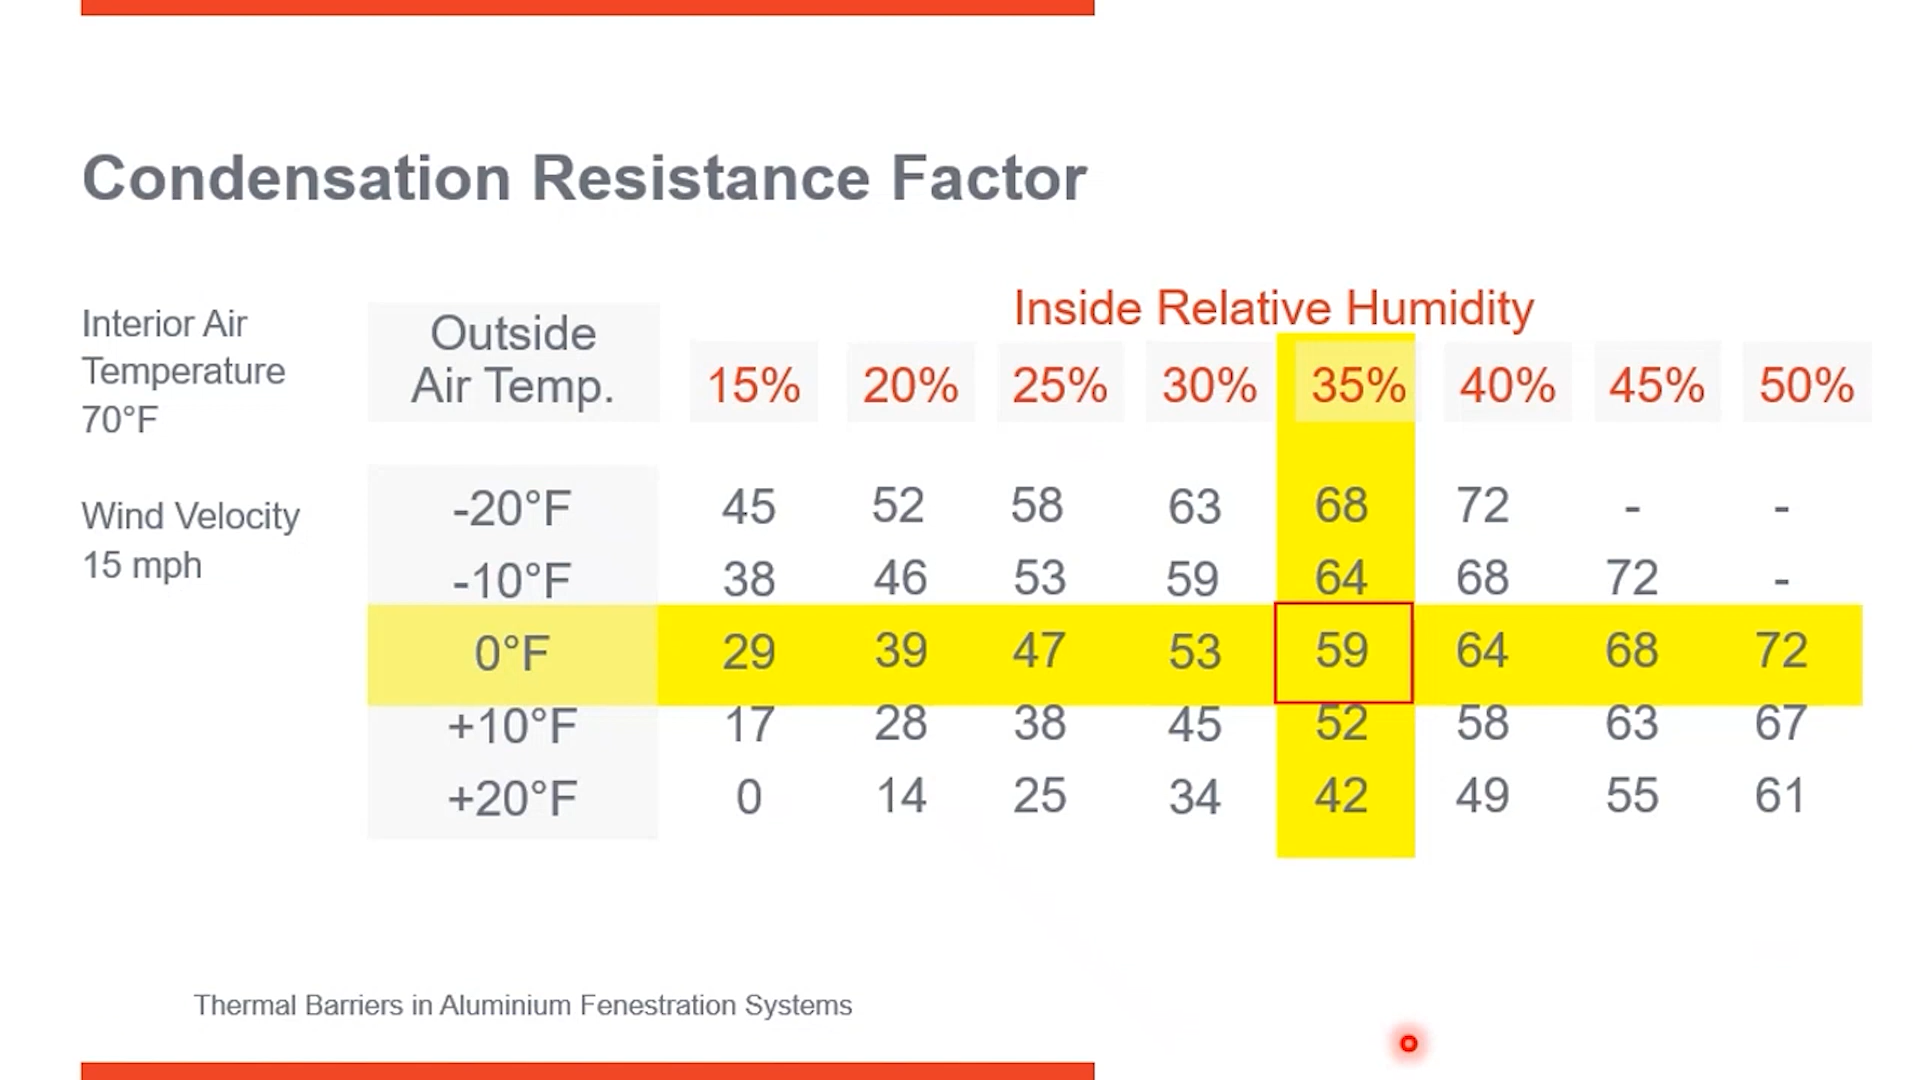 Condensation Resistance Factor
Interior Air
Temperature
70°F
Wind Velocity
15 mph
Inside Relative Humidity
Outside
Air Temp.
15% 20% 25% 30% 35% 40% 45% 50%
-20°F 45 52 58 63 68 72 - -
-10°F 38 46 53 59 64 68 72 -
0°F 29 39 47 53 59 64 68 72
+10°F 17 28 38 45 52 58 63 67
+20°F 0 14 25 34 42 49 55 61
Thermal Barriers in Aluminium Fenestration Systems